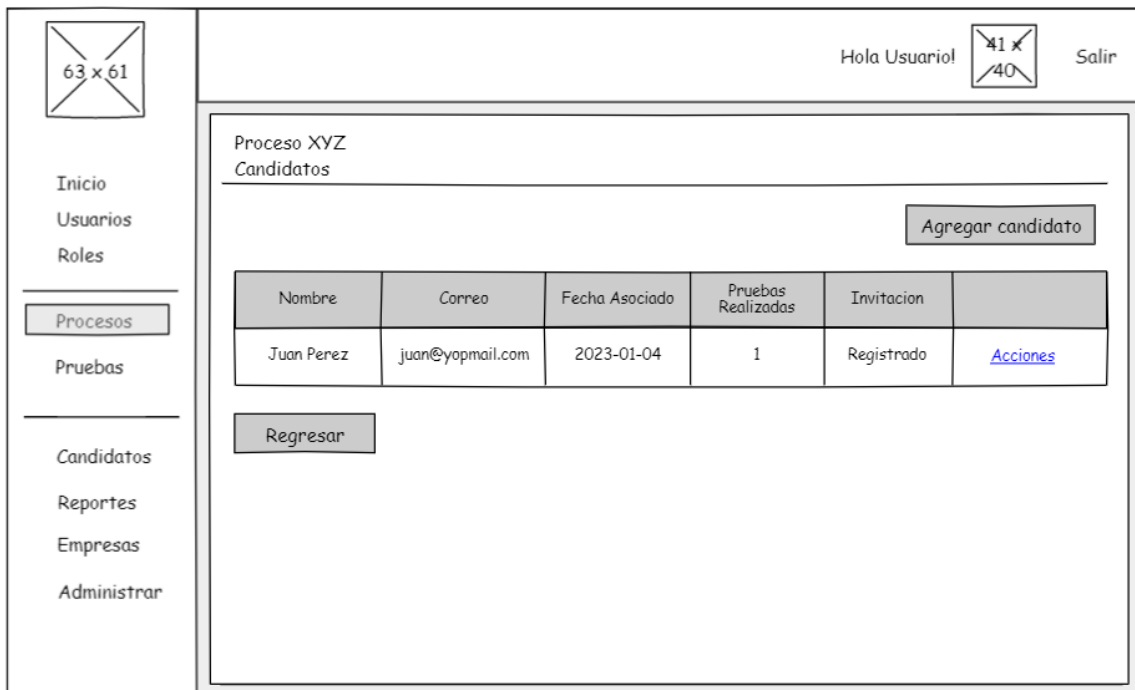 63 x 61
Hola Usuario!
41 x
40
Salir
Inicio
Usuarios
Roles
Procesos
Pruebas
Candidatos
Reportes
Empresas
Administrar
Proceso XYZ
Candidatos
Agregar candidato
Nombre Correo Fecha Asociado Pruebas Realizadas Invitacion
Juan Perez juan@yopmail.com 2023-01-04 1 Registrado Acciones
Regresar